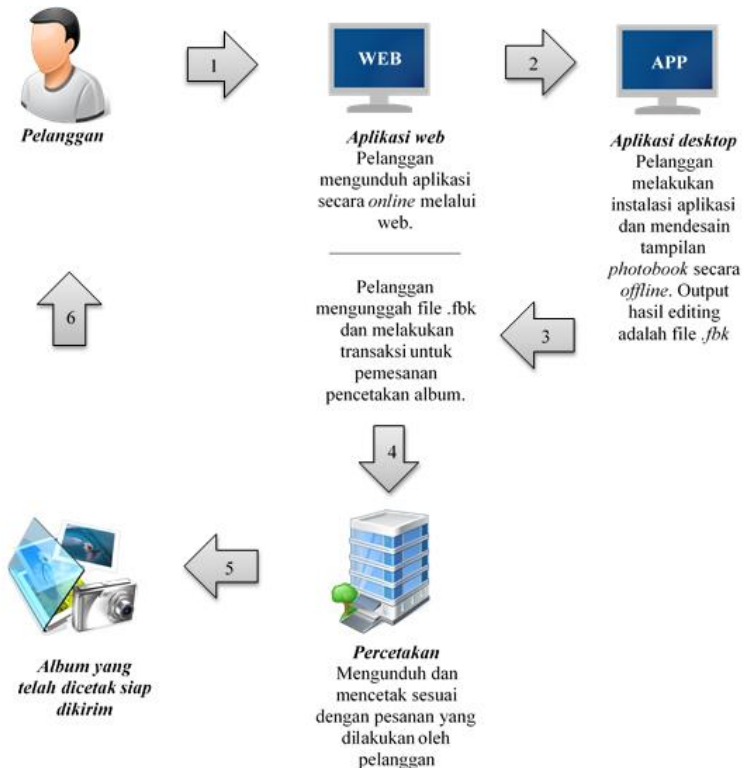 Pelanggan
1
WEB
Aplikasi web
Pelanggan
mengunduh aplikasi
secara online melalui
web.
2
APP
Aplikasi desktop
Pelanggan
melakukan
instalasi aplikasi
dan mendesain
tampilan
photobook secara
offline. Output
hasil editing
adalah file .fbk
3
Pelanggan
mengunggah file .fbk
dan melakukan
transaksi untuk
pemesanan
pencetakan album.
4
Percetakan
Mengunduh dan
mencetak sesuai
dengan pesanan yang
dilakukan oleh
pelanggan
5
Album yang
telah dicetak siap
dikirim
6